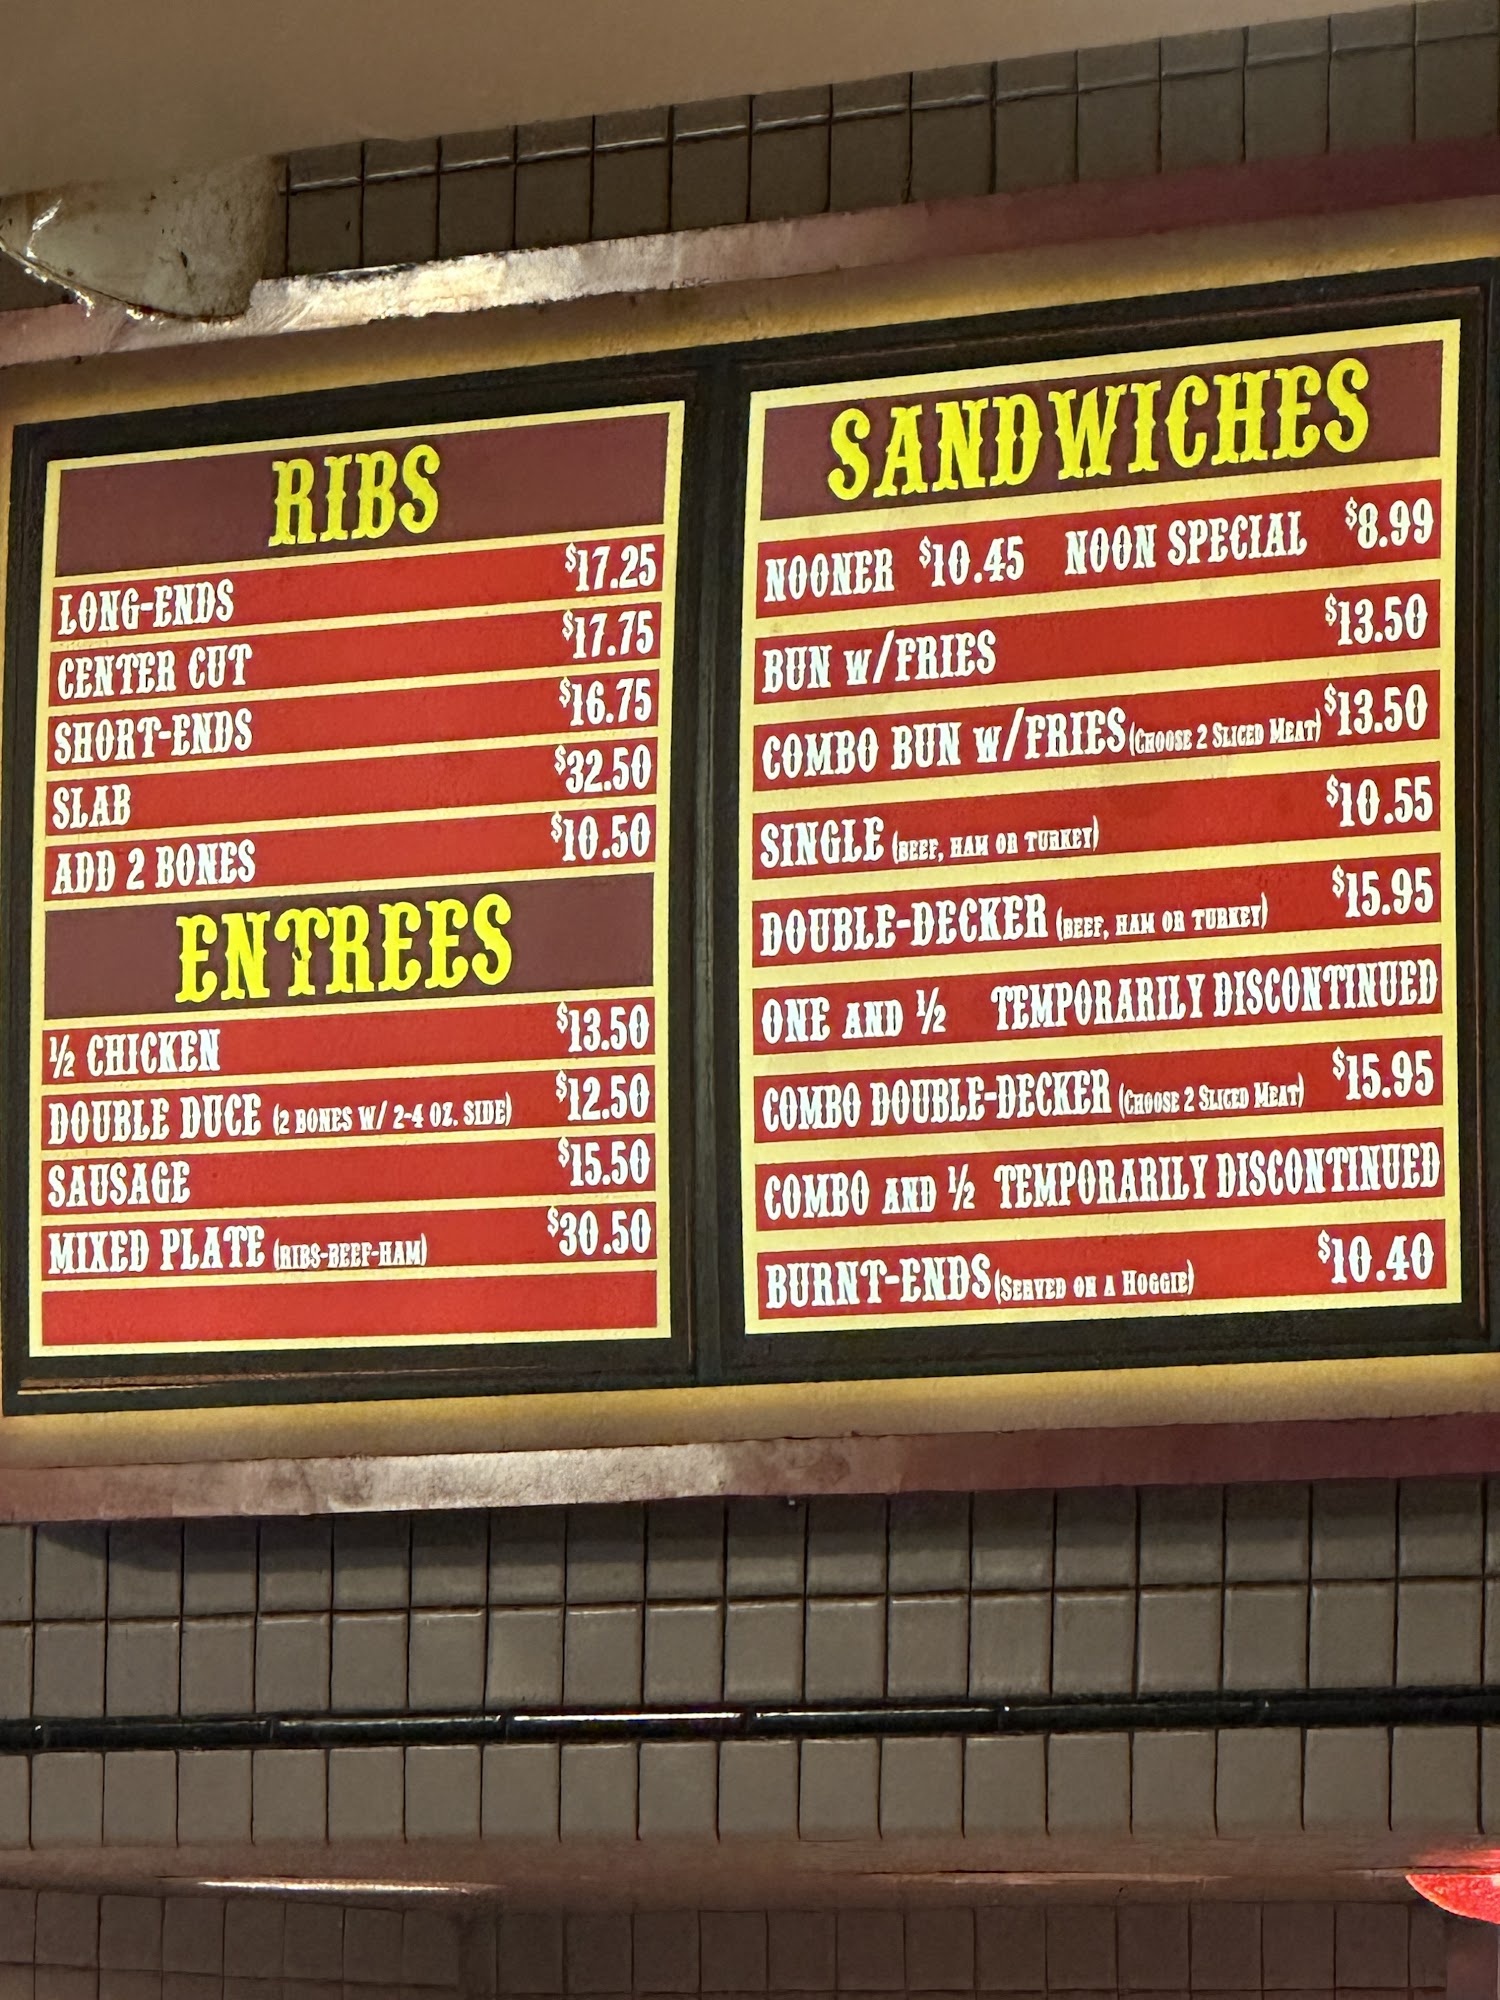 RIBS
LONG-ENDS $17.25
CENTER CUT $17.75
SHORT-ENDS $16.75
SLAB $32.50
ADD 2 BONES $10.50
ENTREES
½ CHICKEN $13.50
DOUBLE DUCE (2 BONES W/ 2-4 OZ. SIDE) $12.50
SAUSAGE $15.50
MIXED PLATE (RIBS-BEEF-HAM) $30.50
SANDWICHES
NOONER $10.45 NOON SPECIAL $8.99
BUN W/FRIES $13.50
COMBO BUN W/FRIES (CHOOSE 2 SLICED MEAT) $13.50
SINGLE (BEEF, HAM OR TURKEY) $10.55
DOUBLE-DECKER (BEEF, HAM OR TURKEY) $15.95
ONE AND ½ TEMPORARILY DISCONTINUED
COMBO DOUBLE-DECKER (CHOOSE 2 SLICED MEAT) $15.95
COMBO AND ½ TEMPORARILY DISCONTINUED
BURNT-ENDS (SERVED ON A HOGGIE) $10.40